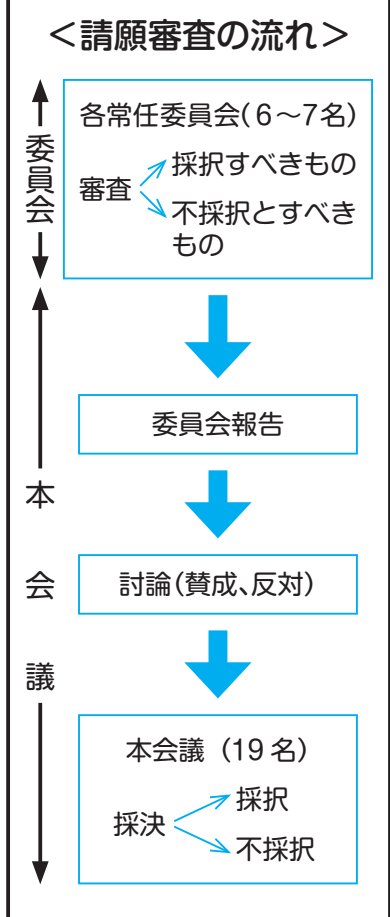 ＜請願審査の流れ＞
委員会
各常任委員会（6～7名）
審査
採択すべきもの
不採択とすべき
もの
本会議
委員会報告
討論（賛成、反対）
本会議（19名）
採決
採択
不採択